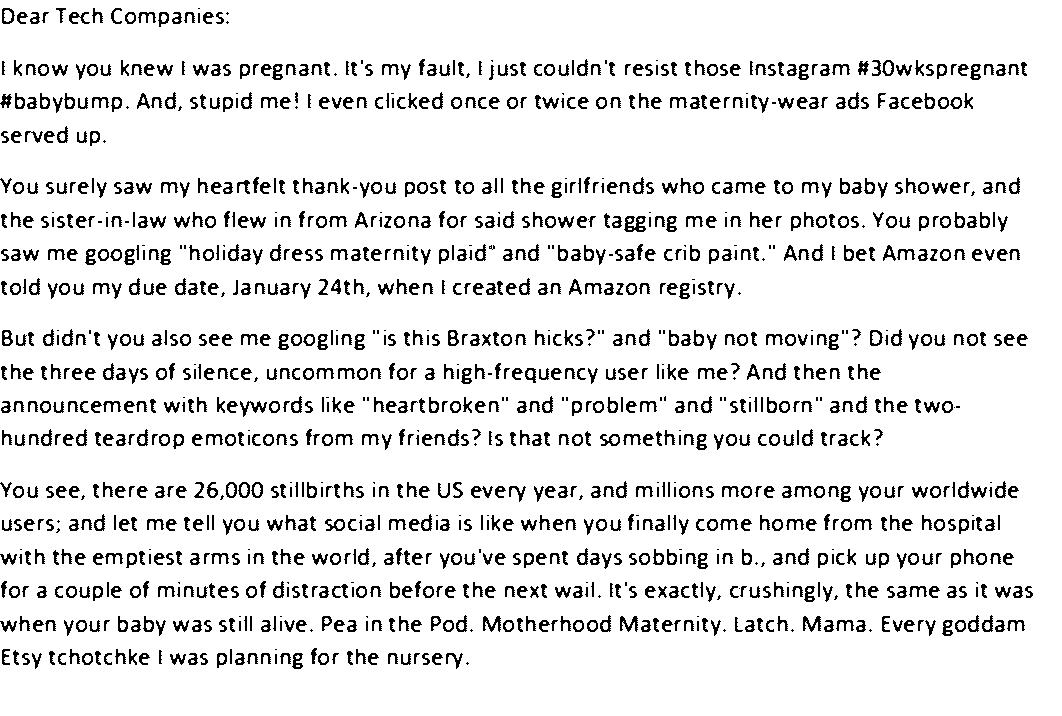 Dear Tech Companies:
I know you knew I was pregnant. It's my fault, I just couldn't resist those Instagram #30wkspregnant
#babybump. And, stupid me! I even clicked once or twice on the maternity-wear ads Facebook
served up.
You surely saw my heartfelt thank-you post to all the girlfriends who came to my baby shower, and
the sister-in-law who flew in from Arizona for said shower tagging me in her photos. You probably
saw me googling "holiday dress maternity plaid" and "baby-safe crib paint." And I bet Amazon even
told you my due date, January 24th, when I created an Amazon registry.
But didn't you also see me googling "is this Braxton hicks?" and "baby not moving"? Did you not see
the three days of silence, uncommon for a high-frequency user like me? And then the
announcement with keywords like "heartbroken" and "problem" and "stillborn" and the two-
hundred teardrop emoticons from my friends? Is that not something you could track?
You see, there are 26,000 stillbirths in the US every year, and millions more among your worldwide
users; and let me tell you what social media is like when you finally come home from the hospital
with the emptiest arms in the world, after you've spent days sobbing in b., and pick up your phone
for a couple of minutes of distraction before the next wail. It's exactly, crushingly, the same as it was
when your baby was still alive. Pea in the Pod. Motherhood Maternity. Latch. Mama. Every goddam
Etsy tchotchke I was planning for the nursery.